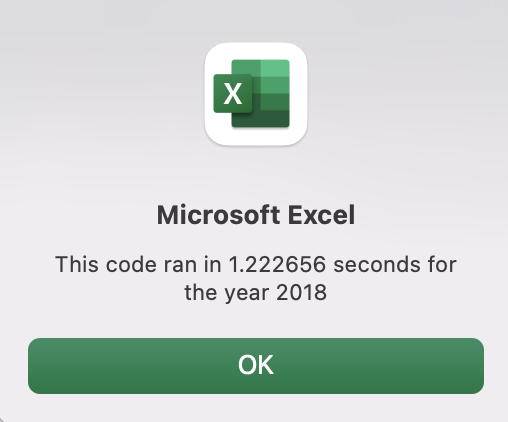 X
Microsoft Excel
This code ran in 1.222656 seconds for
the year 2018
OK